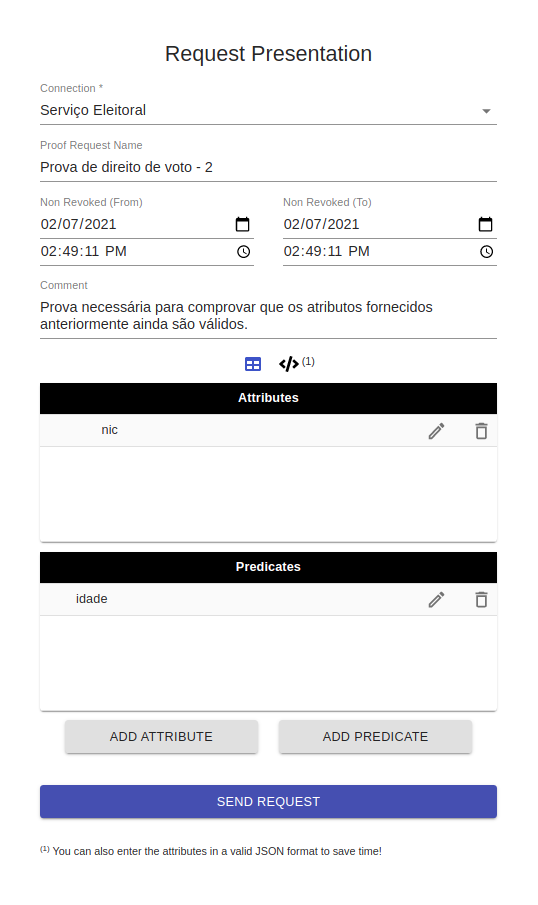 Request Presentation
Connection *
Serviço Eleitoral
Proof Request Name
Prova de direito de voto - 2
Non Revoked (From)
Non Revoked (To)
02/07/2021
02/07/2021
02:49:11 PM
02:49:11 PM
Comment
Prova necessária para comprovar que os atributos fornecidos
anteriormente ainda são válidos.
(1)
Attributes
nic
Predicates
idade
ADD ATTRIBUTE
ADD PREDICATE
SEND REQUEST
(1) You can also enter the attributes in a valid JSON format to save time!